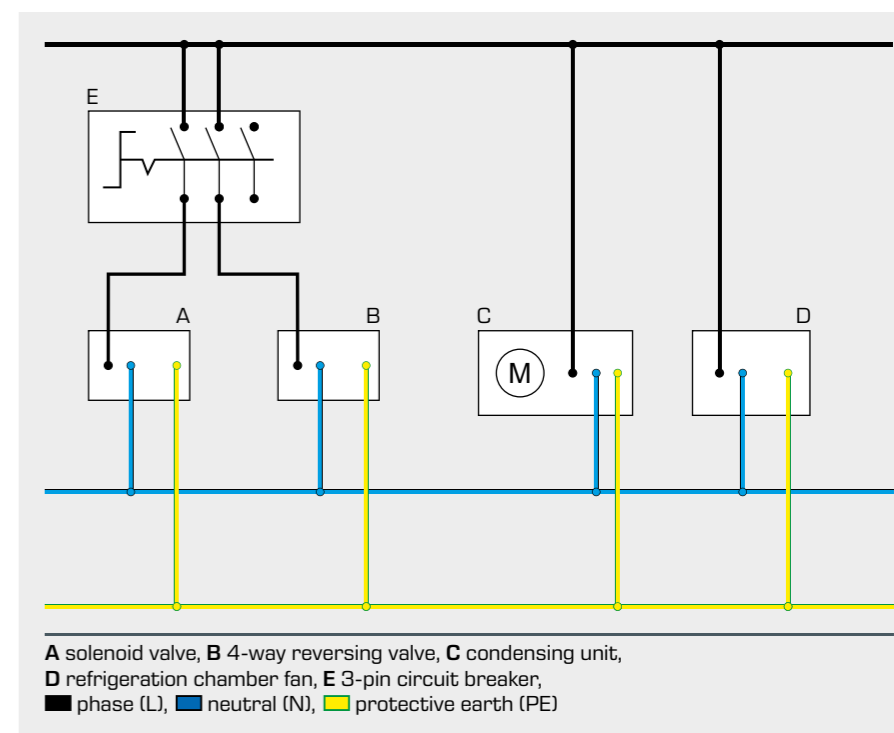 E
A
B
C
D
M
A solenoid valve, B 4-way reversing valve, C condensing unit,
D refrigeration chamber fan, E 3-pin circuit breaker,
phase (L), neutral (N), protective earth (PE)